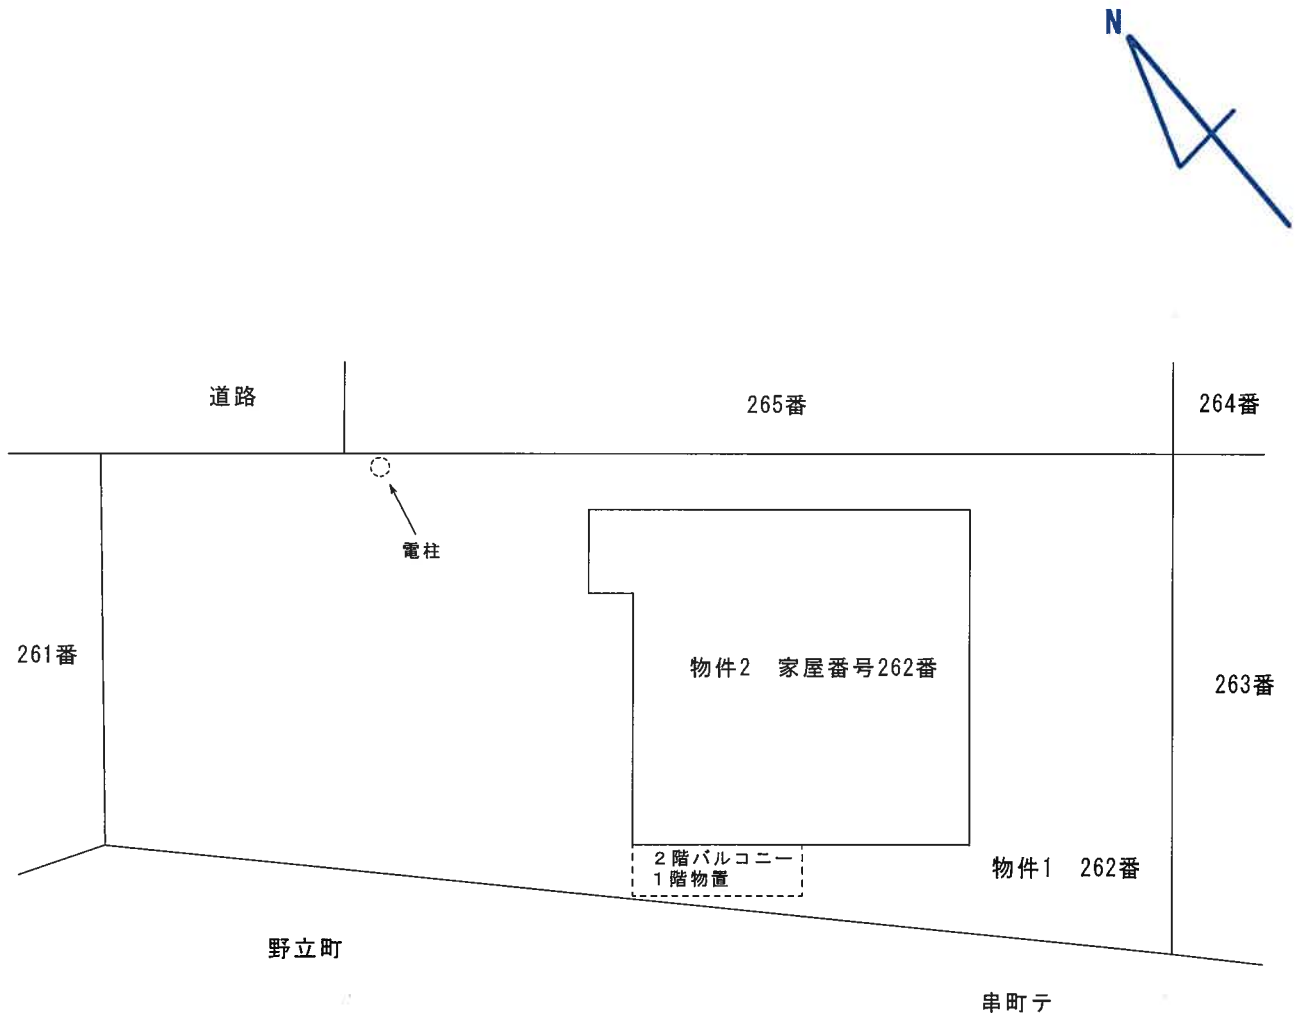 N
道路
265番
264番
電柱
261番
物件2　家屋番号262番
263番
2階バルコニー
1階物置
物件1　262番
野立町
串町テ